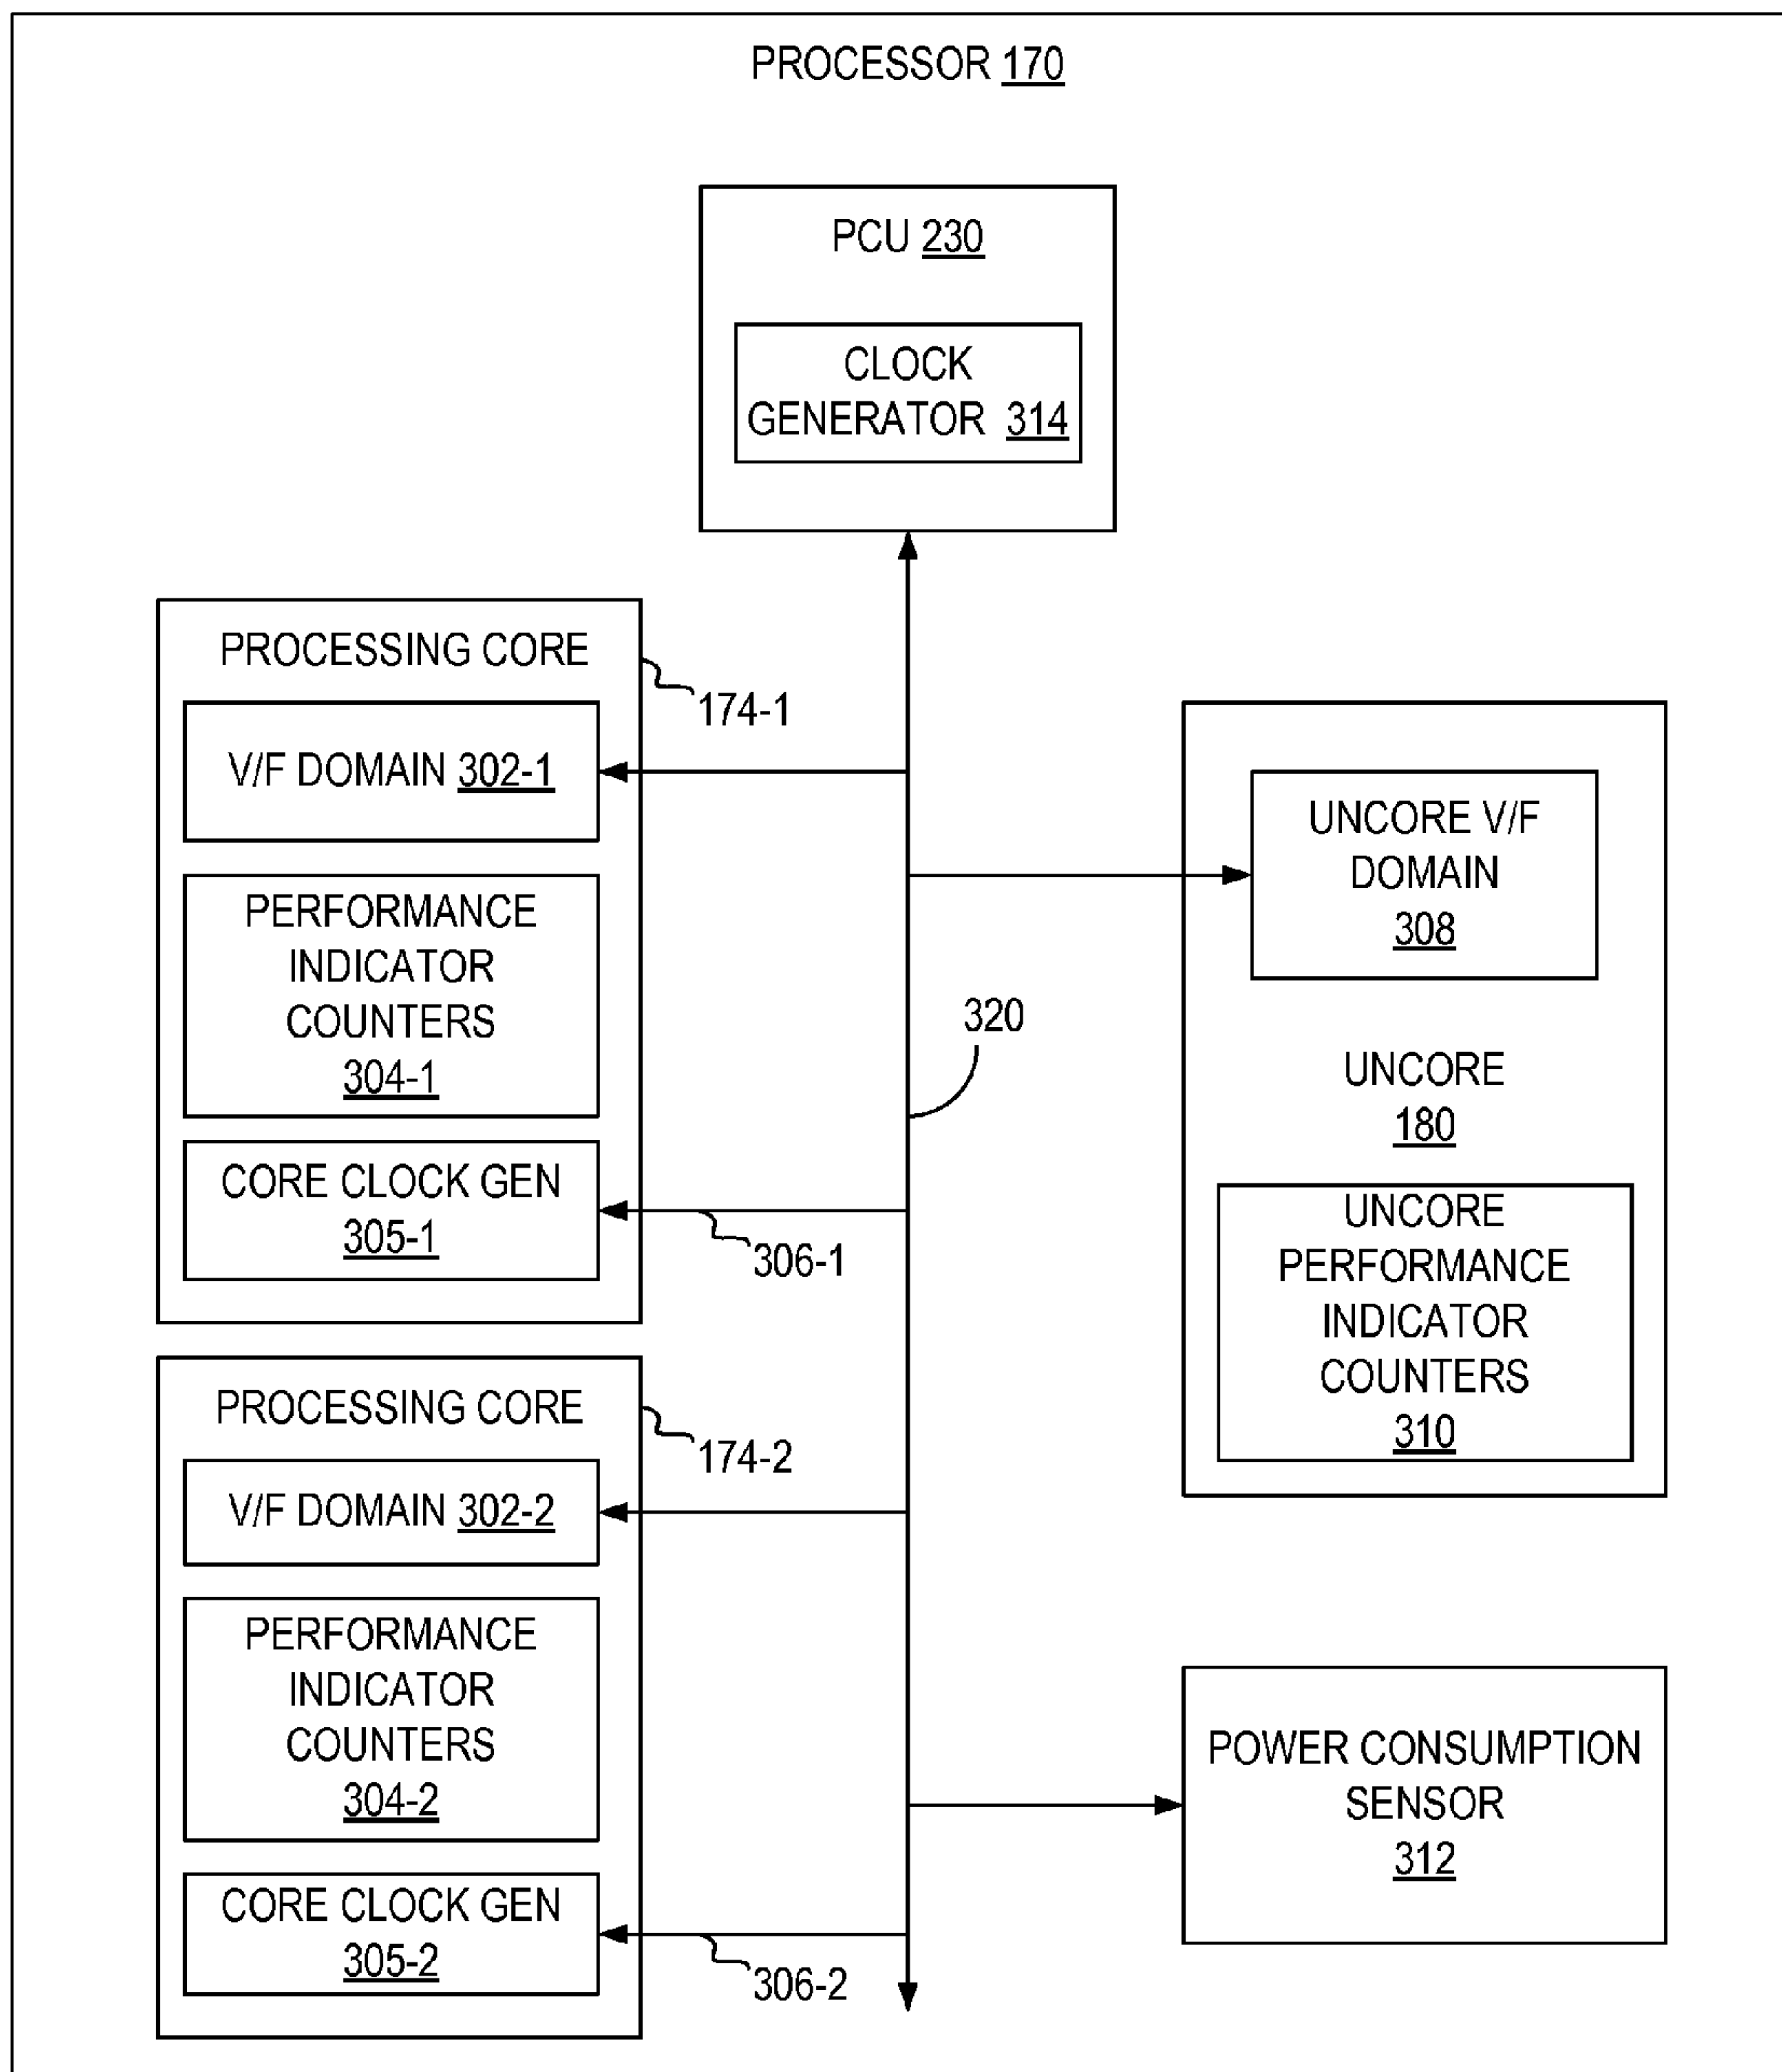 PROCESSOR 170
PCU 230
CLOCK
GENERATOR 314
PROCESSING CORE
174-1
V/F DOMAIN 302-1
PERFORMANCE
INDICATOR
COUNTERS
304-1
CORE CLOCK GEN
305-1
306-1
320
UNCORE V/F
DOMAIN
308
UNCORE
180
UNCORE
PERFORMANCE
INDICATOR
COUNTERS
310
PROCESSING CORE
174-2
V/F DOMAIN 302-2
PERFORMANCE
INDICATOR
COUNTERS
304-2
CORE CLOCK GEN
305-2
306-2
POWER CONSUMPTION
SENSOR
312